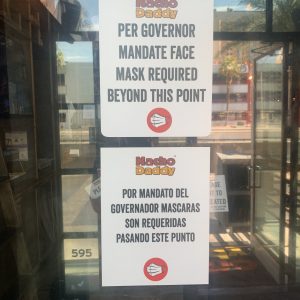 Nacho
Daddy
PER GOVERNOR
MANDATE FACE
MASK REQUIRED
BEYOND THIS POINT
Nacho
Daddy
POR MANDATO DEL
GOVERNADOR MASCARAS
SON REQUERIDAS
PASANDO ESTE PUNTO
595